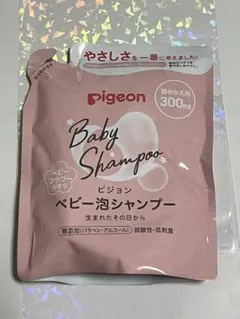 やさしさを一番に考えました!
pigeon
詰めかえ用
300ml
Baby
Shampoo
ベビー
フラワー
の香り
ピジョン
ベビー泡シャンプー
生まれたその日から
無添加(パラベン・アルコール)
弱酸性・低刺激